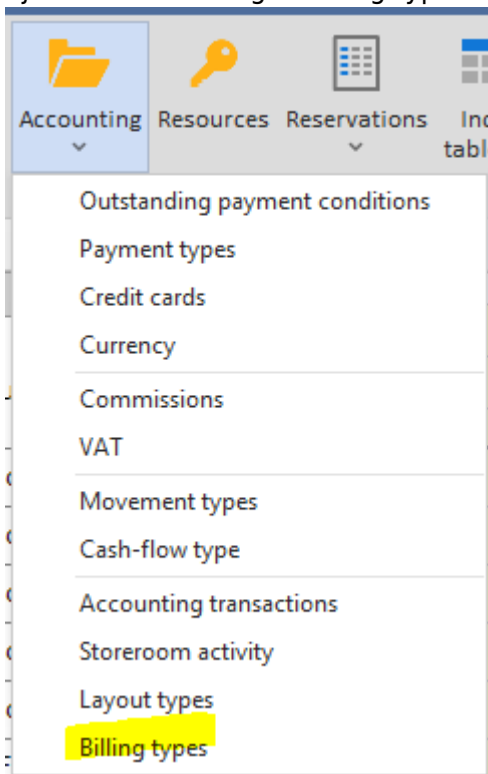 Accounting Resources Reservations
Outstanding payment conditions
Payment types
Credit cards
Currency
Commissions
VAT
Movement types
Cash-flow type
Accounting transactions
Storeroom activity
Layout types
Billing types